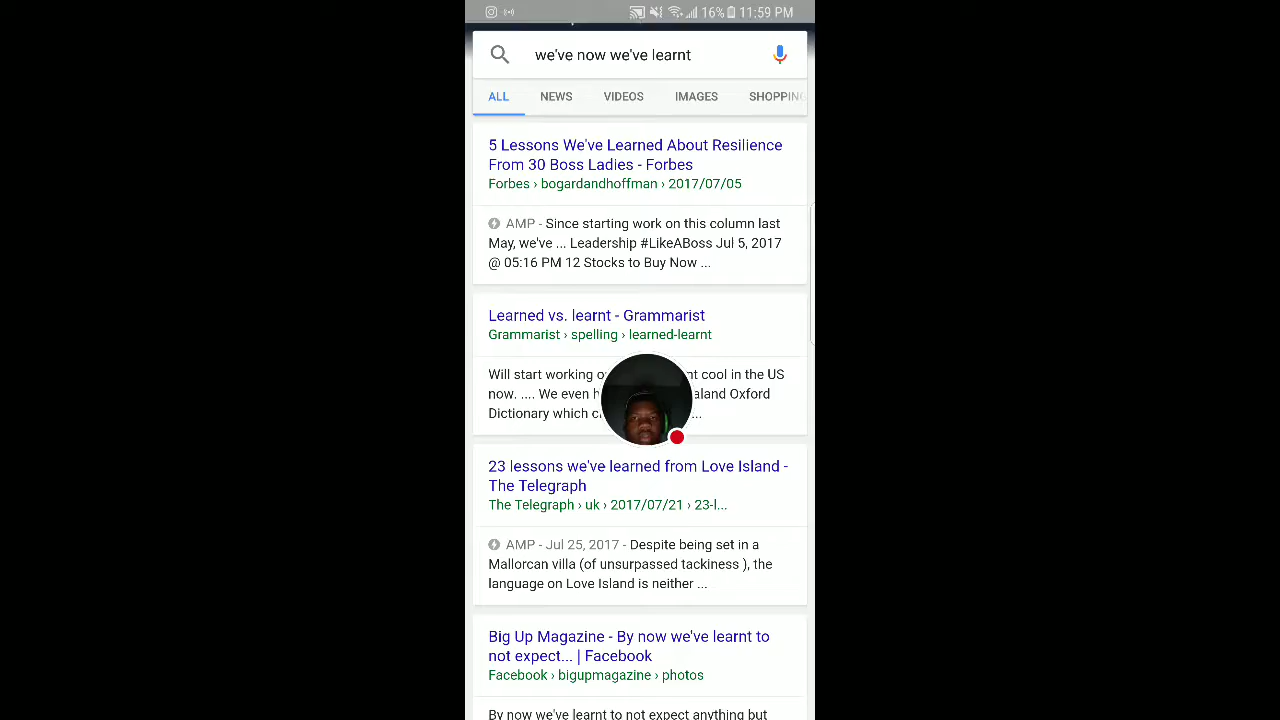 16% 11:59 PM
we've now we've learnt
ALL NEWS VIDEOS IMAGES SHOPPING
5 Lessons We've Learned About Resilience
From 30 Boss Ladies - Forbes
Forbes › bogardandhoffman › 2017/07/05
AMP - Since starting work on this column last
May, we've ... Leadership #LikeABoss Jul 5, 2017
@ 05:16 PM 12 Stocks to Buy Now ...
Learned vs. learnt - Grammarist
Grammarist › spelling › learned-learnt
Will start working cool in the US
now. .... We even Oxford
Dictionary which ...
23 lessons we've learned from Love Island -
The Telegraph
The Telegraph › uk › 2017/07/21 › 23-l...
AMP - Jul 25, 2017 - Despite being set in a
Mallorcan villa (of unsurpassed tackiness ), the
language on Love Island is neither ...
Big Up Magazine - By now we've learnt to
not expect... | Facebook
Facebook › bigupmagazine › photos
By now we've learnt to not expect anything but